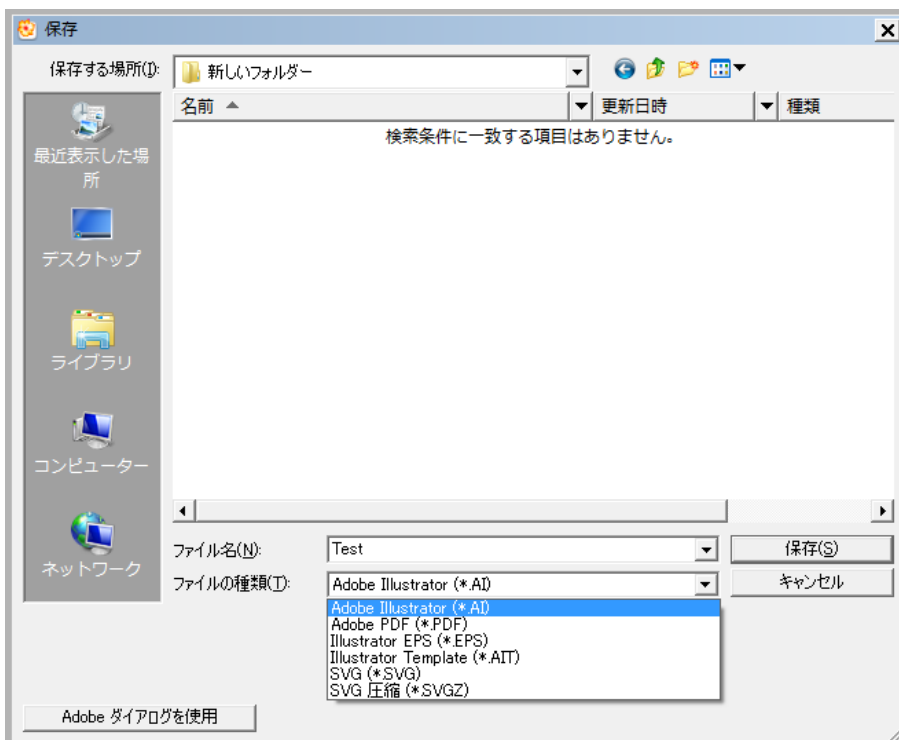 保存
保存する場所(I):
新しいフォルダー
名前
更新日時
種類
検索条件に一致する項目はありません。
最近表示した場
所
デスクトップ
ライブラリ
コンピューター
ネットワーク
ファイル名(N):
Test
保存(S)
ファイルの種類(T):
Adobe Illustrator (*.AI)
キャンセル
Adobe Illustrator (*.AI)
Adobe PDF (*.PDF)
Illustrator EPS (*.EPS)
Illustrator Template (*.AIT)
SVG (*.SVG)
SVG 圧縮 (*.SVGZ)
Adobe ダイアログを使用